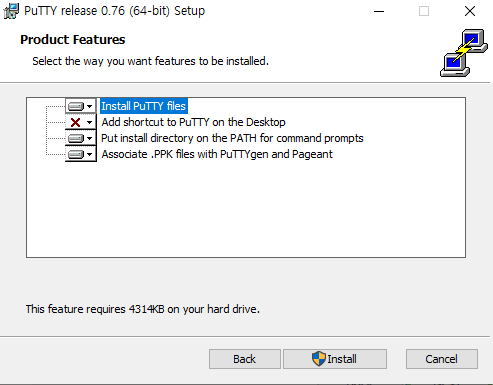 PuTTY release 0.76 (64-bit) Setup
Product Features
Select the way you want features to be installed.
Install PuTTY files
Add shortcut to PuTTY on the Desktop
Put install directory on the PATH for command prompts
Associate .PPK files with PuTTYgen and Pageant
This feature requires 4314KB on your hard drive.
Back Install Cancel